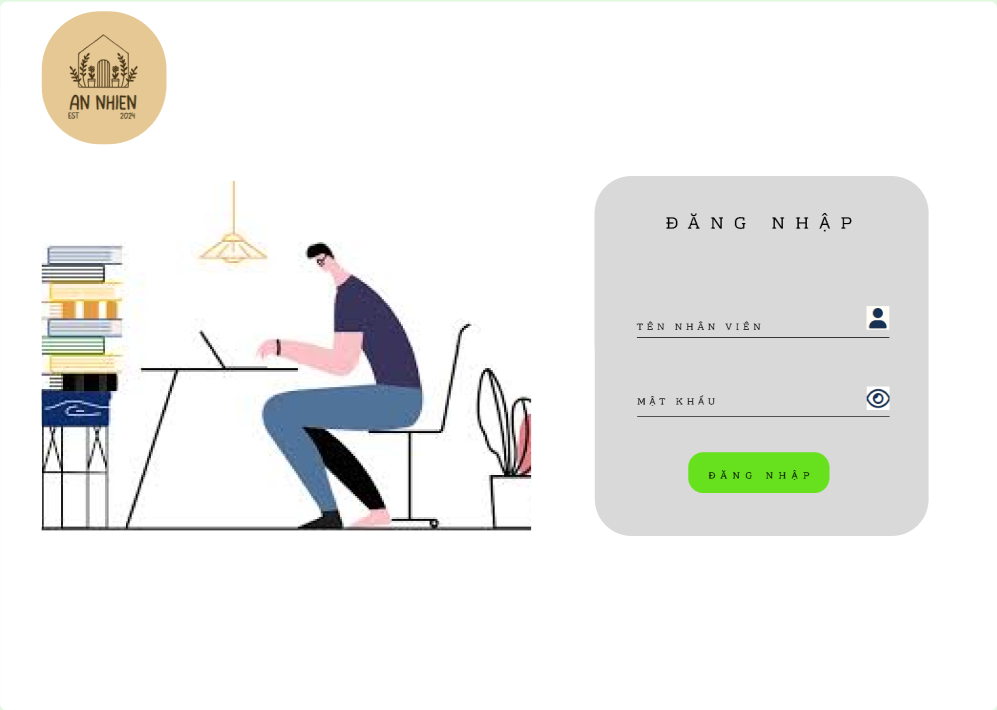 AN NHIEN
EST 2024
ĐĂNG NHẬP
TÊN NHÂN VIÊN
MẬT KHẨU
ĐĂNG NHẬP